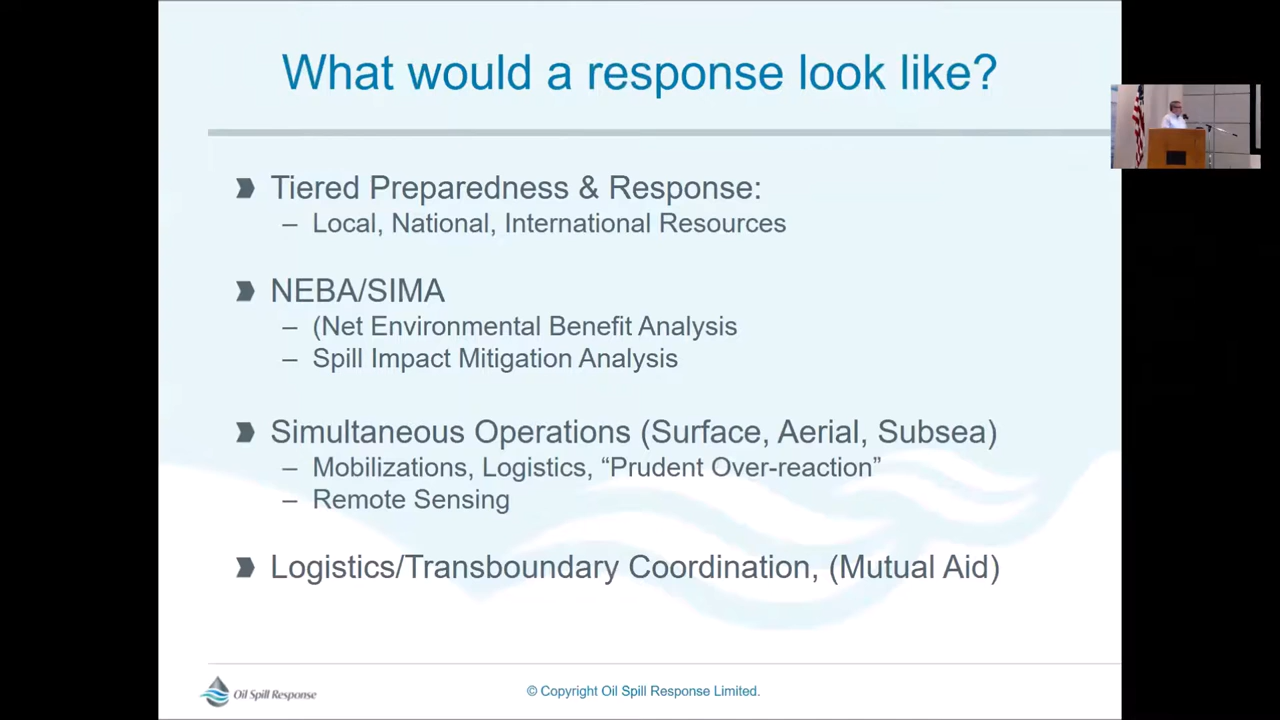 What would a response look like?
Tiered Preparedness & Response:
– Local, National, International Resources
NEBA/SIMA
– (Net Environmental Benefit Analysis
– Spill Impact Mitigation Analysis
Simultaneous Operations (Surface, Aerial, Subsea)
– Mobilizations, Logistics, “Prudent Over-reaction”
– Remote Sensing
Logistics/Transboundary Coordination, (Mutual Aid)
Oil Spill Response
© Copyright Oil Spill Response Limited.